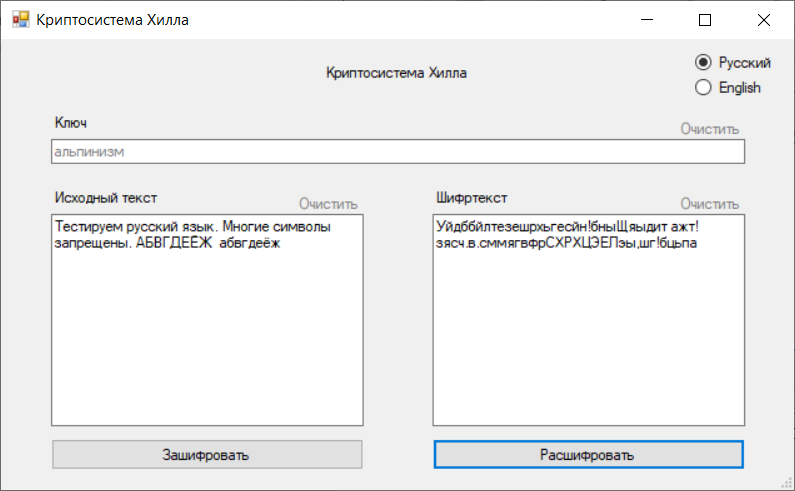 Криптосистема Хилла
Криптосистема Хилла
Русский
English
Ключ
Очистить
альпинизм
Исходный текст
Очистить
Тестируем русский язык. Многие символы
запрещены. АБВГДЕЁЖ  абвгдеёж
Шифртекст
Очистить
Уйдббйлтезешрхьгесйн!бныЩяыдит ажт!
зясч.в.сммягвфрСХРХЦЭЕЛэы,шг!бцьпа
Зашифровать
Расшифровать